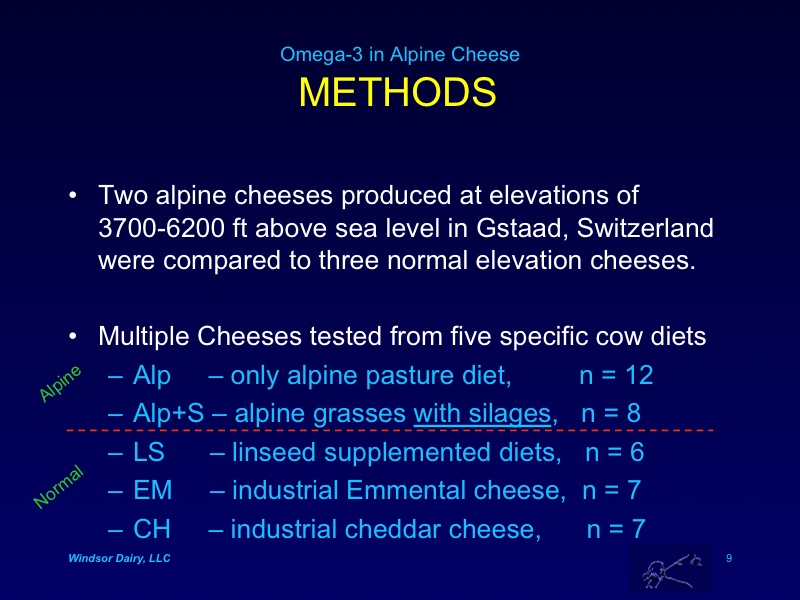 Omega-3 in Alpine Cheese
METHODS
• Two alpine cheeses produced at elevations of
3700-6200 ft above sea level in Gstaad, Switzerland
were compared to three normal elevation cheeses.
• Multiple Cheeses tested from five specific cow diets
Alpine
– Alp – only alpine pasture diet, n = 12
– Alp+S – alpine grasses with silages, n = 8
Normal
– LS – linseed supplemented diets, n = 6
– EM – industrial Emmental cheese, n = 7
– CH – industrial cheddar cheese, n = 7
Windsor Dairy, LLC
9